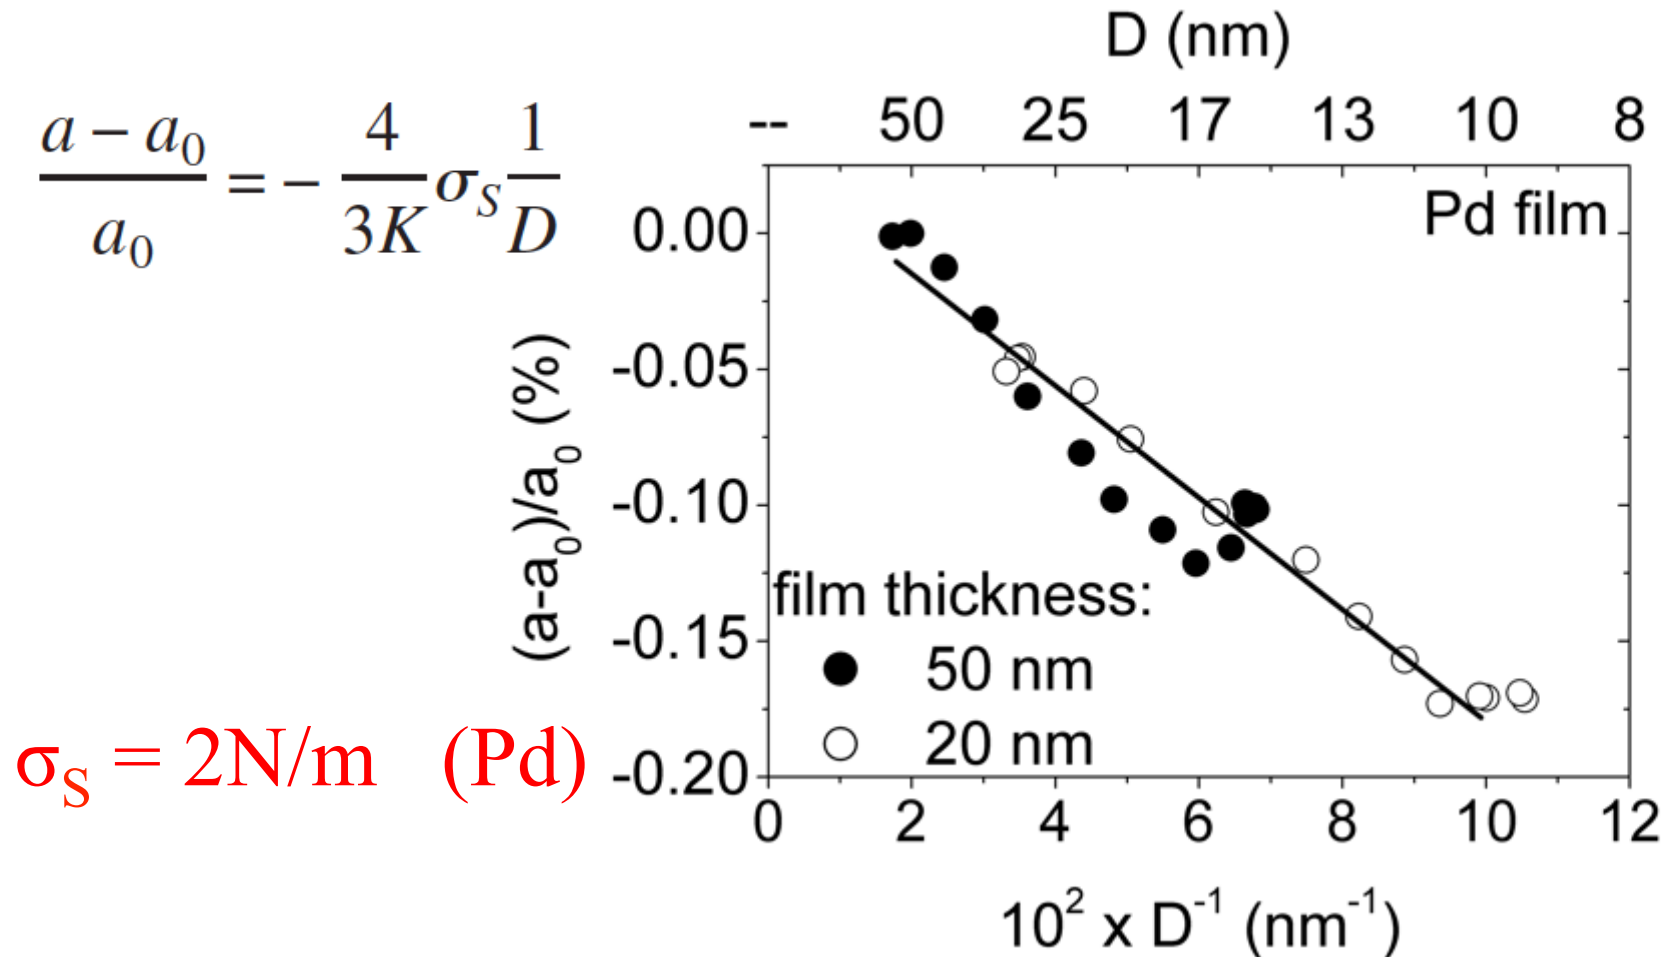 a − a₀ / a₀ = − 4 / 3K σS 1 / D
σS = 2N/m (Pd)
D (nm)
-- 50 25 17 13 10 8
Pd film
0.00
-0.05
-0.10
-0.15
-0.20
(a-a₀)/a₀ (%)
film thickness:
50 nm
20 nm
0 2 4 6 8 10 12
10² x D⁻¹ (nm⁻¹)